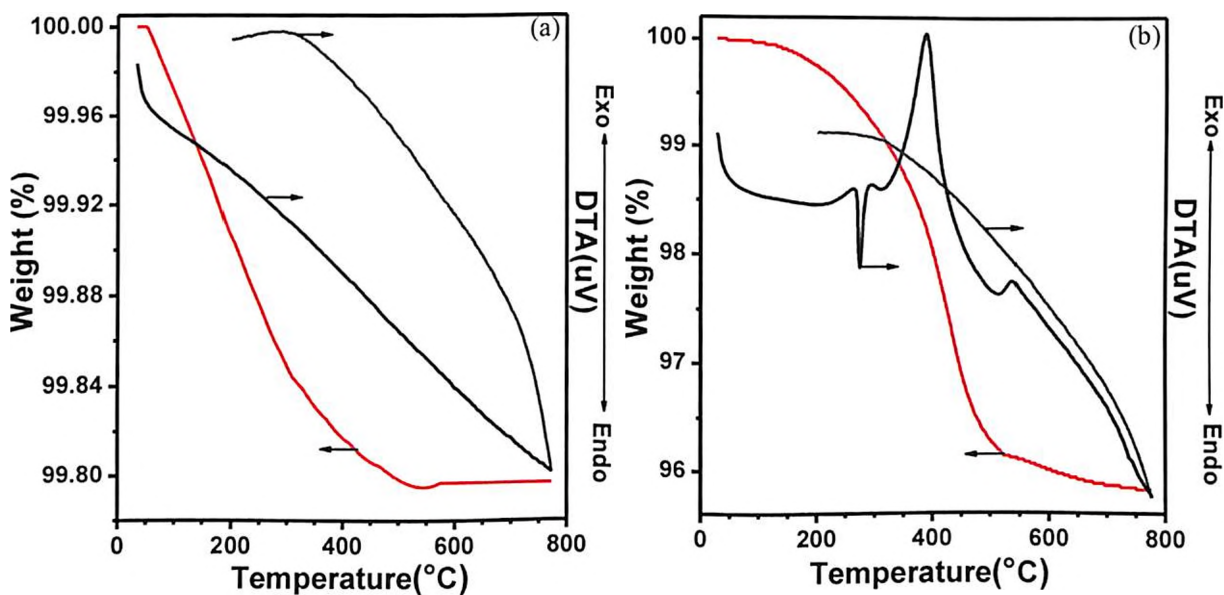 (a)
100.00
99.96
99.92
99.88
99.84
99.80
Weight (%)
0
200
400
600
800
Temperature(°C)
Exo
DTA(uV)
Endo
(b)
100
99
98
97
96
Weight (%)
0
200
400
600
800
Temperature(°C)
Exo
DTA(uV)
Endo